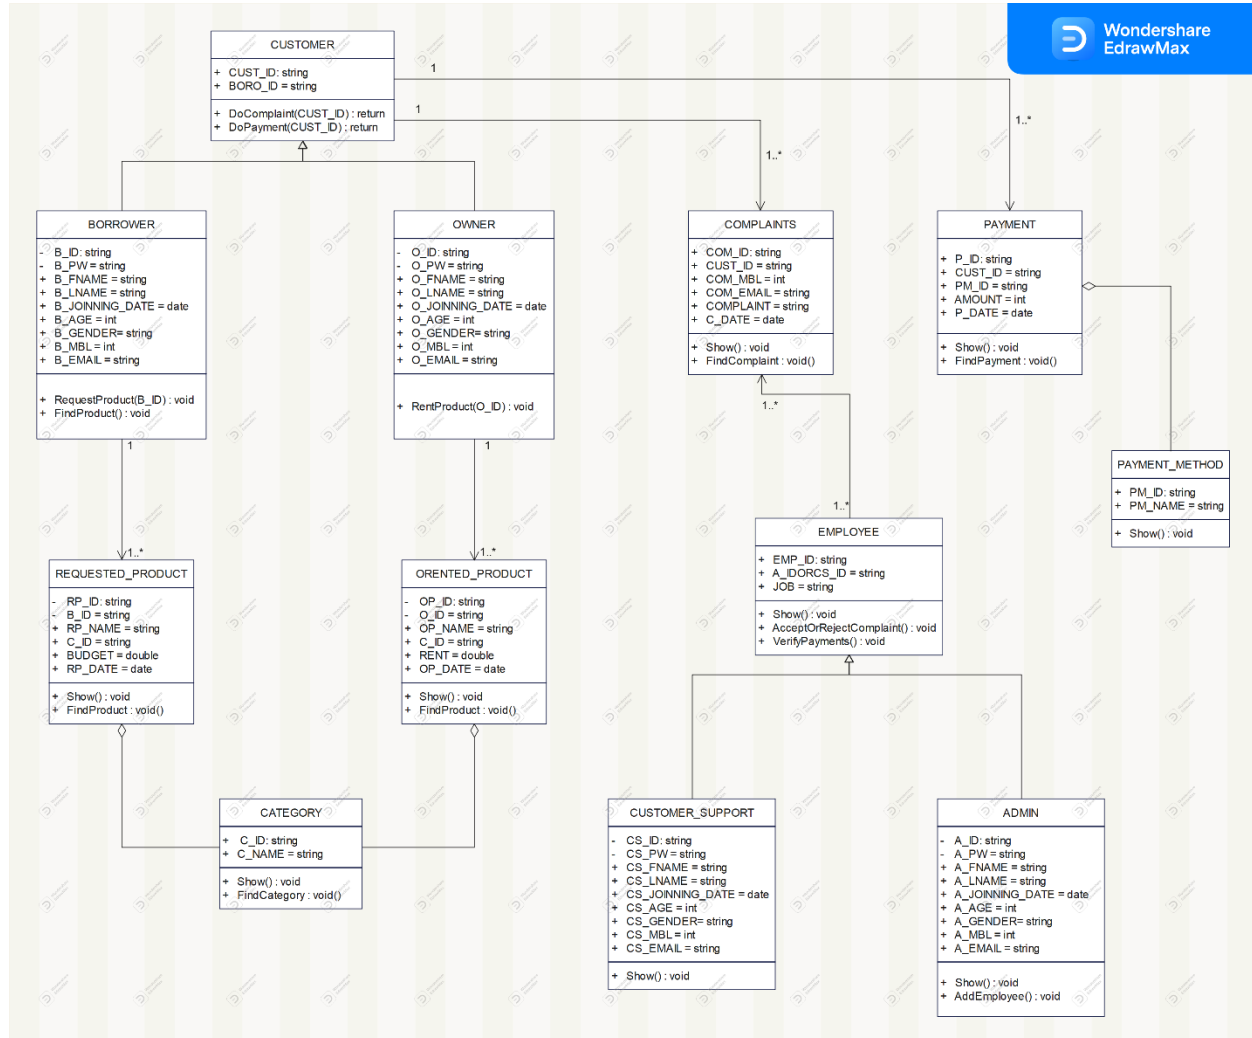 Wondershare
EdrawMax
CUSTOMER
+ CUST_ID: string
+ BORO_ID = string
+ DoComplaint(CUST_ID) : return
+ DoPayment(CUST_ID) ; return
1
1
1..*
1..*
BORROWER
- B_ID: string
- B_PW = string
+ B_FNAME = string
+ B_LNAME = string
+ B_JOINNING_DATE = date
+ B_AGE = int
+ B_GENDER= string
+ B_MBL = int
+ B_EMAIL = string
+ RequestProduct(B_ID) : void
+ FindProduct() : void
1
1..*
OWNER
- O_ID: string
- O_PW = string
+ O_FNAME = string
+ O_LNAME = string
+ O_JOINNING_DATE = date
+ O_AGE = int
+ O_GENDER= string
+ O_MBL = int
+ O_EMAIL = string
+ RentProduct(O_ID) : void
1
1..*
COMPLAINTS
+ COM_ID: string
+ CUST_ID = string
+ COM_MBL = int
+ COM_EMAIL = string
+ COMPLAINT = string
+ C_DATE = date
+ Show() : void
+ FindComplaint : void()
1..*
1..*
PAYMENT
+ P_ID: string
+ CUST_ID = string
+ PM_ID = string
+ AMOUNT = int
+ P_DATE = date
+ Show() : void
+ FindPayment : void()
PAYMENT_METHOD
+ PM_ID: string
+ PM_NAME = string
+ Show() : void
EMPLOYEE
+ EMP_ID: string
+ A_IDORCS_ID = string
+ JOB = string
+ Show() : void
+ AcceptOrRejectComplaint() : void
+ VerifyPayments() : void
REQUESTED_PRODUCT
- RP_ID: string
- B_ID = string
+ RP_NAME = string
+ C_ID = string
+ BUDGET = double
+ RP_DATE = date
+ Show() : void
+ FindProduct : void()
ORENTED_PRODUCT
- OP_ID: string
- O_ID = string
+ OP_NAME = string
+ C_ID = string
+ RENT = double
+ OP_DATE = date
+ Show() : void
+ FindProduct : void()
CATEGORY
+ C_ID: string
+ C_NAME = string
+ Show() : void
+ FindCategory : void()
CUSTOMER_SUPPORT
- CS_ID: string
- CS_PW = string
+ CS_FNAME = string
+ CS_LNAME = string
+ CS_JOINNING_DATE = date
+ CS_AGE = int
+ CS_GENDER= string
+ CS_MBL = int
+ CS_EMAIL = string
+ Show() : void
ADMIN
- A_ID: string
- A_PW = string
+ A_FNAME = string
+ A_LNAME = string
+ A_JOINNING_DATE = date
+ A_AGE = int
+ A_GENDER= string
+ A_MBL = int
+ A_EMAIL = string
+ Show() : void
+ AddEmployee() : void